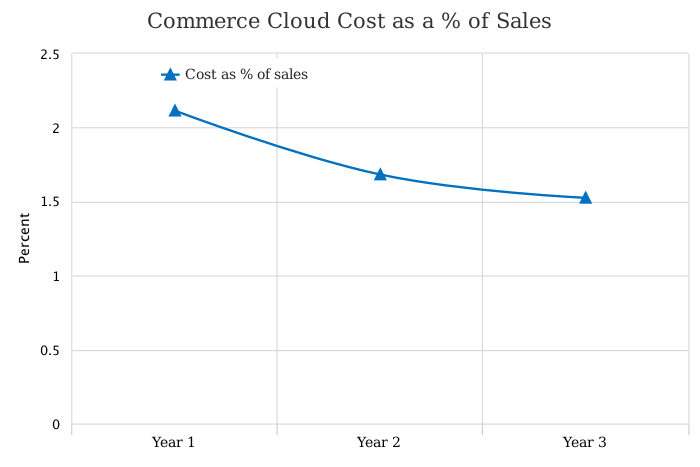 Commerce Cloud Cost as a % of Sales
2.5
Cost as % of sales
2
1.5
Percent
1
0.5
0
Year 1 Year 2 Year 3